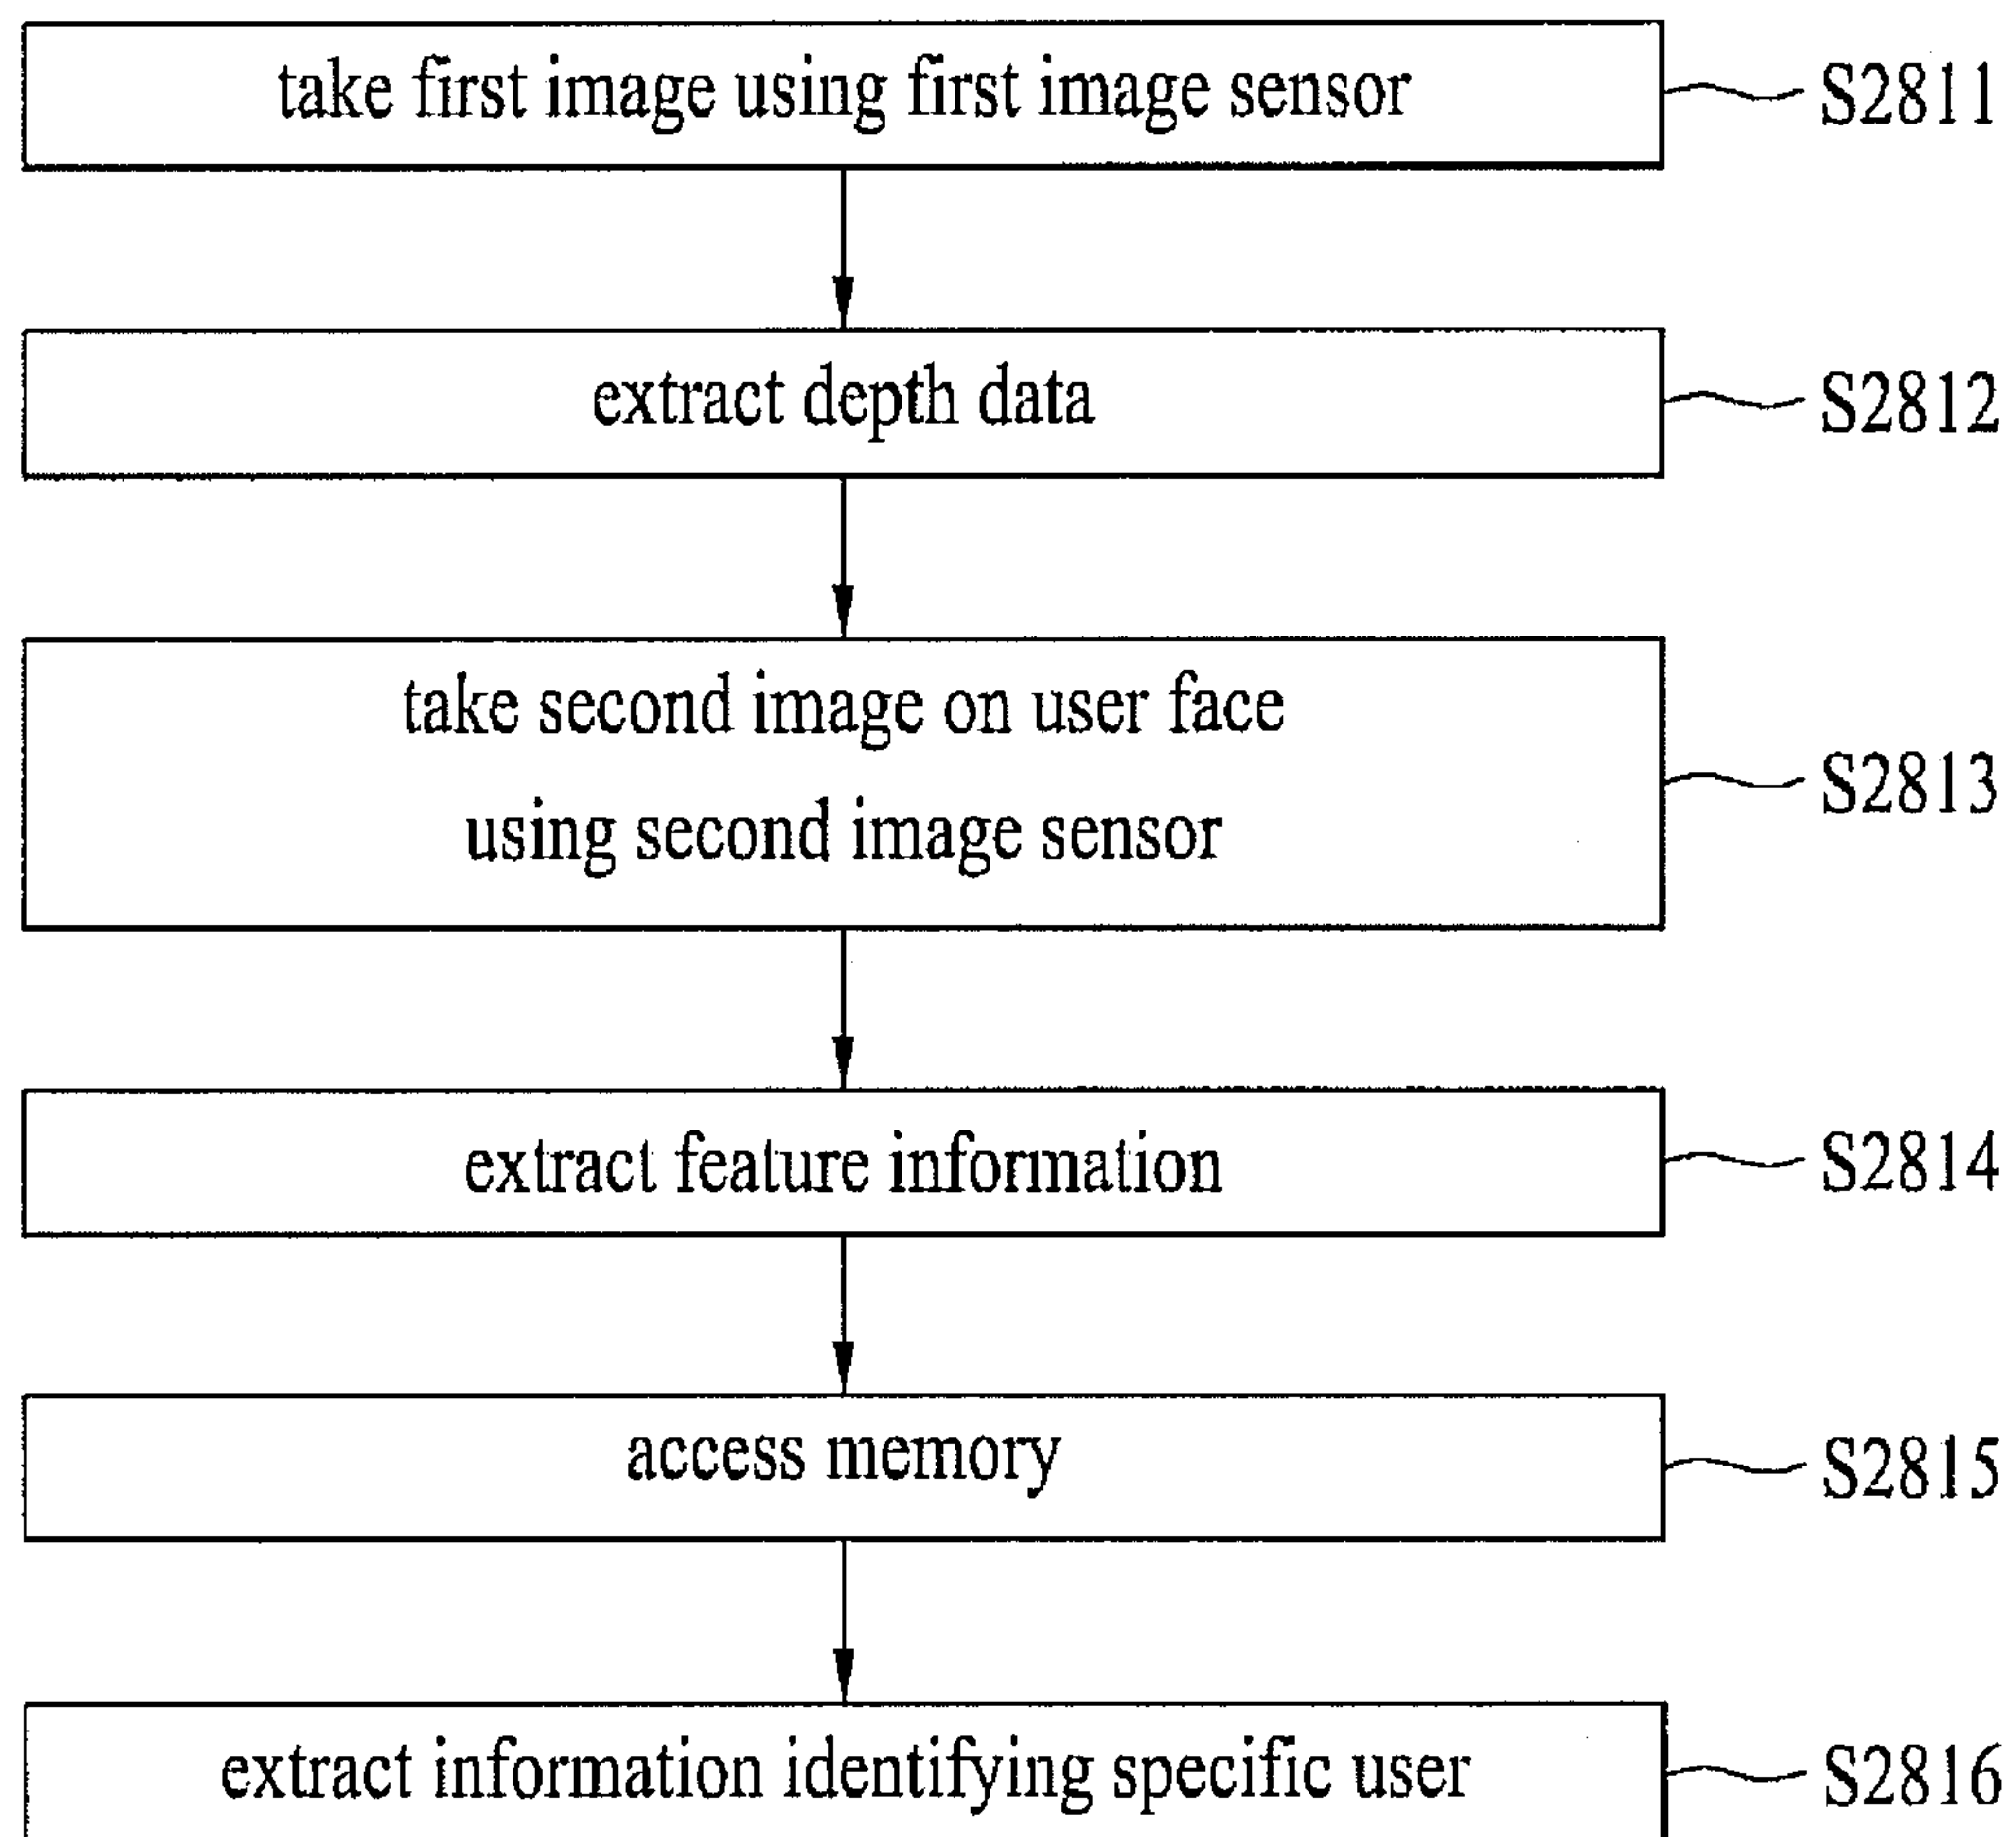 take first image using first image sensor S2811
extract depth data S2812
take second image on user face
using second image sensor
S2813
extract feature information S2814
access memory S2815
extract information identifying specific user S2816